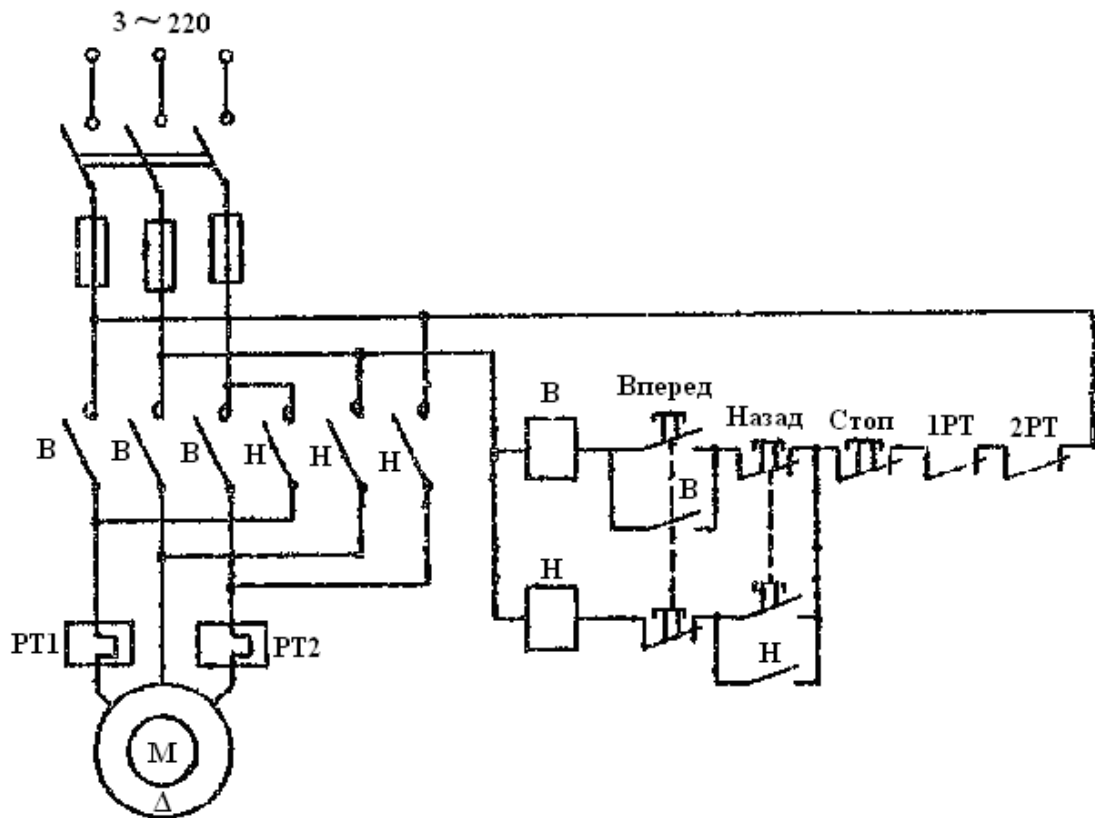 3 ~ 220
В Вперед Назад Стоп 1РТ 2РТ
В В В Н Н Н
В
Н
Н
РТ1 РТ2
М
Δ